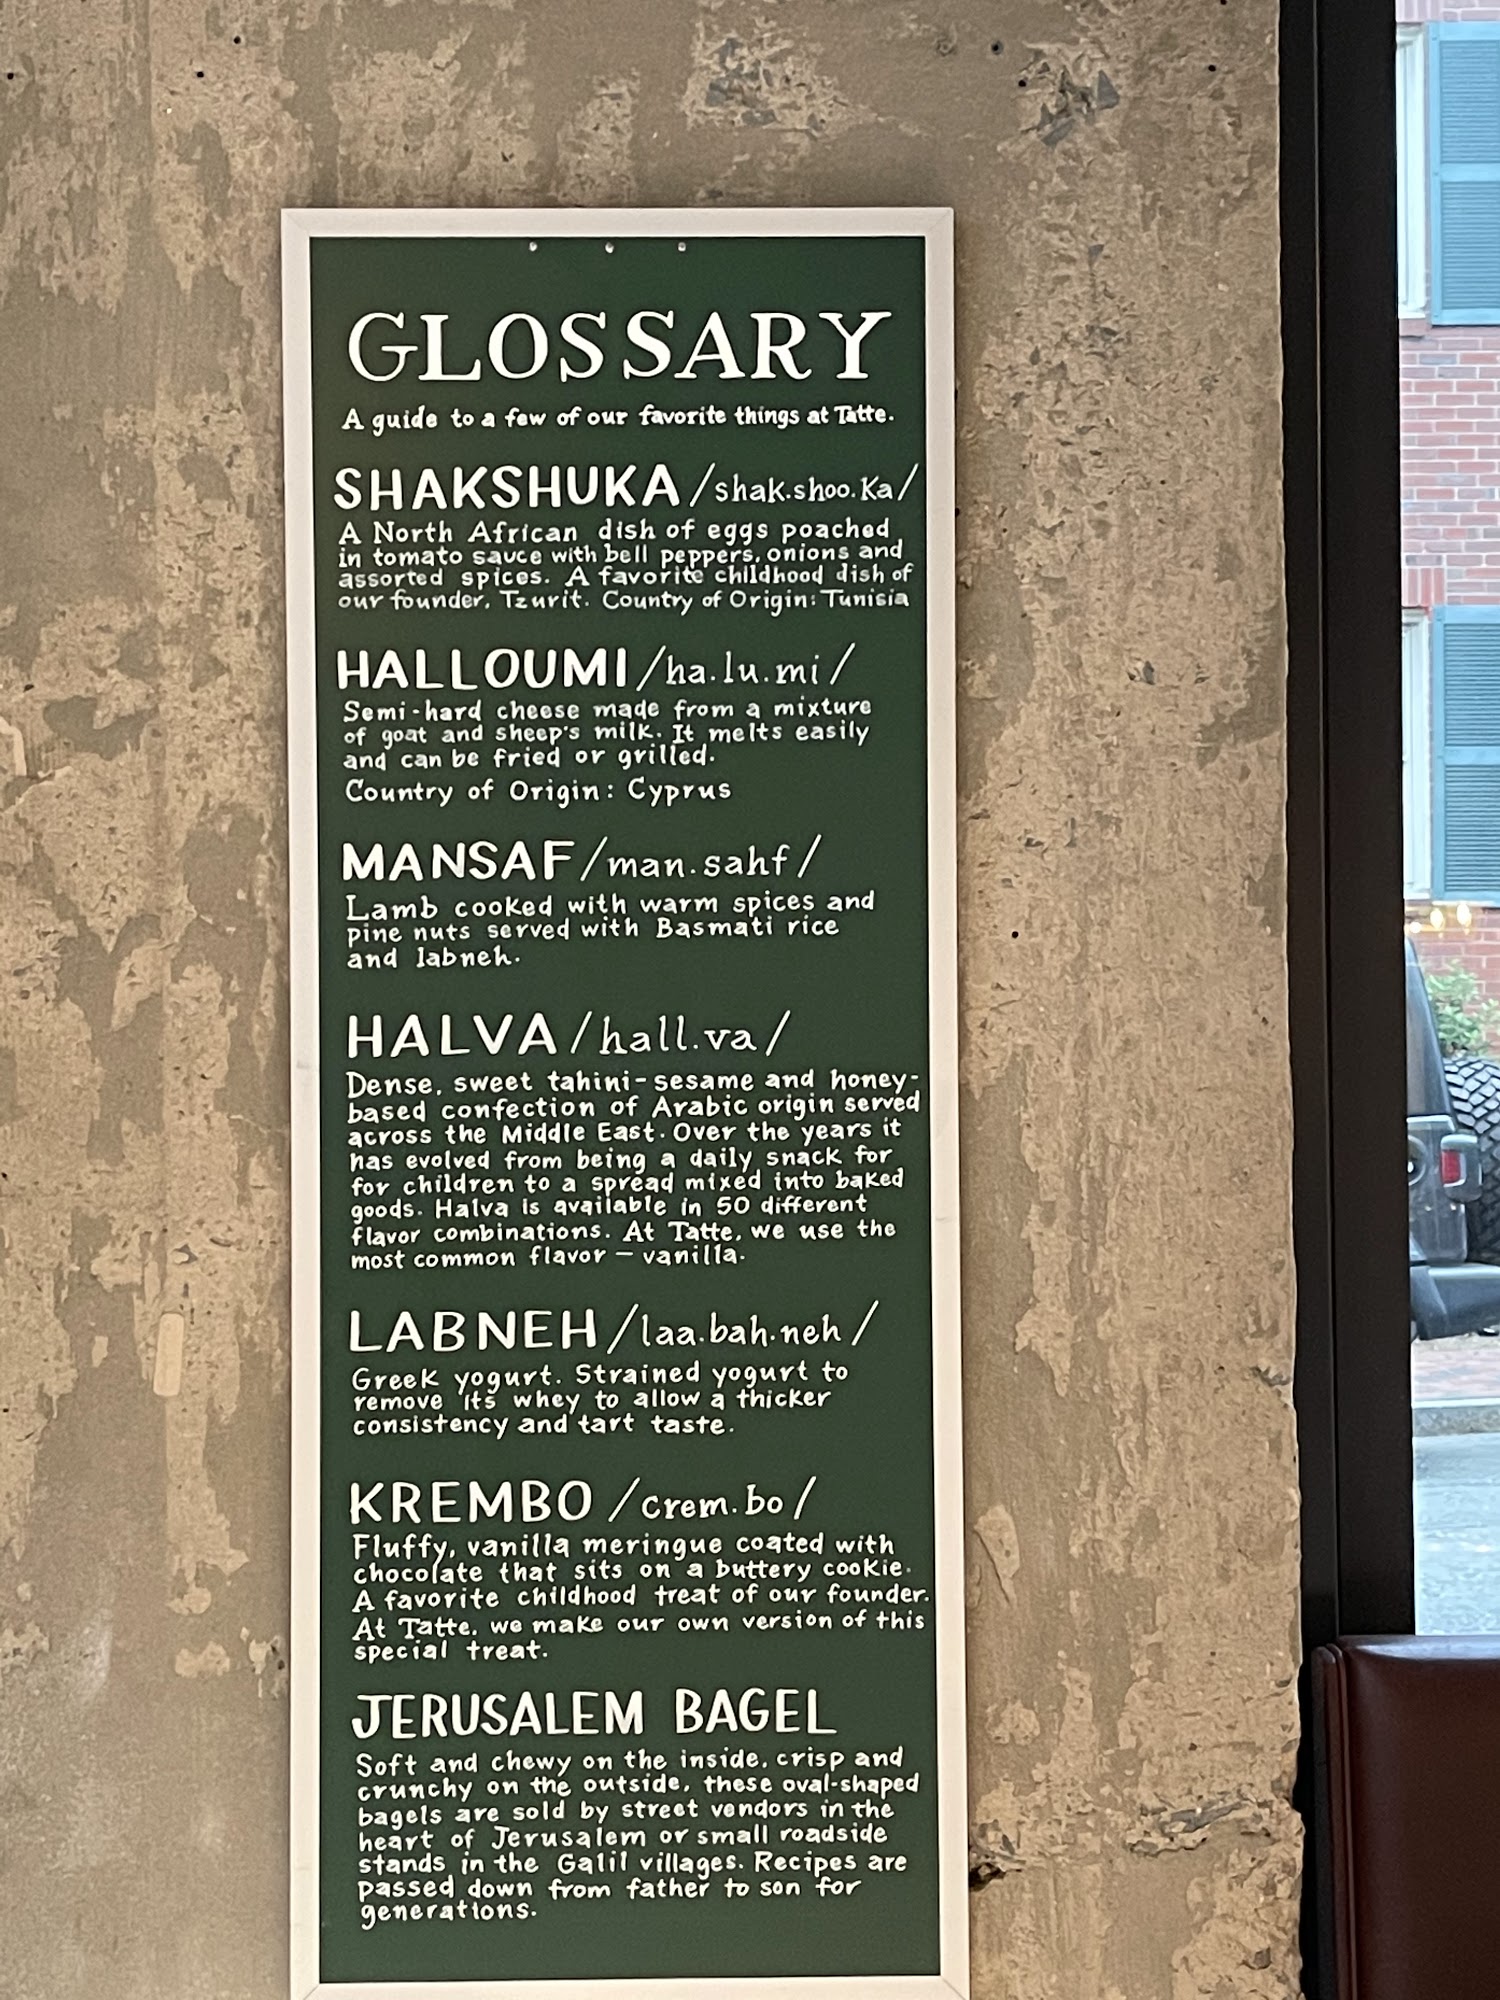 GLOSSARY
A guide to a few of our favorite things at Tatte.
SHAKSHUKA /shak.shoo.Ka/
A North African dish of eggs poached
in tomato sauce with bell peppers, onions and
assorted spices. A favorite childhood dish of
our founder, Tzurit. Country of Origin: Tunisia
HALLOUMI /ha.lu.mi/
Semi-hard cheese made from a mixture
of goat and sheep's milk. It melts easily
and can be fried or grilled.
Country of Origin: Cyprus
MANSAF /man.sahf/
Lamb cooked with warm spices and
pine nuts served with Basmati rice
and labneh.
HALVA /hall.va/
Dense, sweet tahini-sesame and honey-
based confection of Arabic origin served
across the Middle East. Over the years it
has evolved from being a daily snack for
for children to a spread mixed into baked
goods. Halva is available in 50 different
flavor combinations. At Tatte, we use the
most common flavor – vanilla.
LABNEH /laa.bah.neh/
Greek yogurt. Strained yogurt to
remove it's whey to allow a thicker
consistency and tart taste.
KREMBO /crem.bo/
Fluffy, vanilla meringue coated with
chocolate that sits on a buttery cookie.
A favorite childhood treat of our founder.
At Tatte, we make our own version of this
special treat.
JERUSALEM BAGEL
Soft and chewy on the inside, crisp and
crunchy on the outside, these oval-shaped
bagels are sold by street vendors in the
heart of Jerusalem or small roadside
stands in the Galil villages. Recipes are
passed down from father to son for
generations.